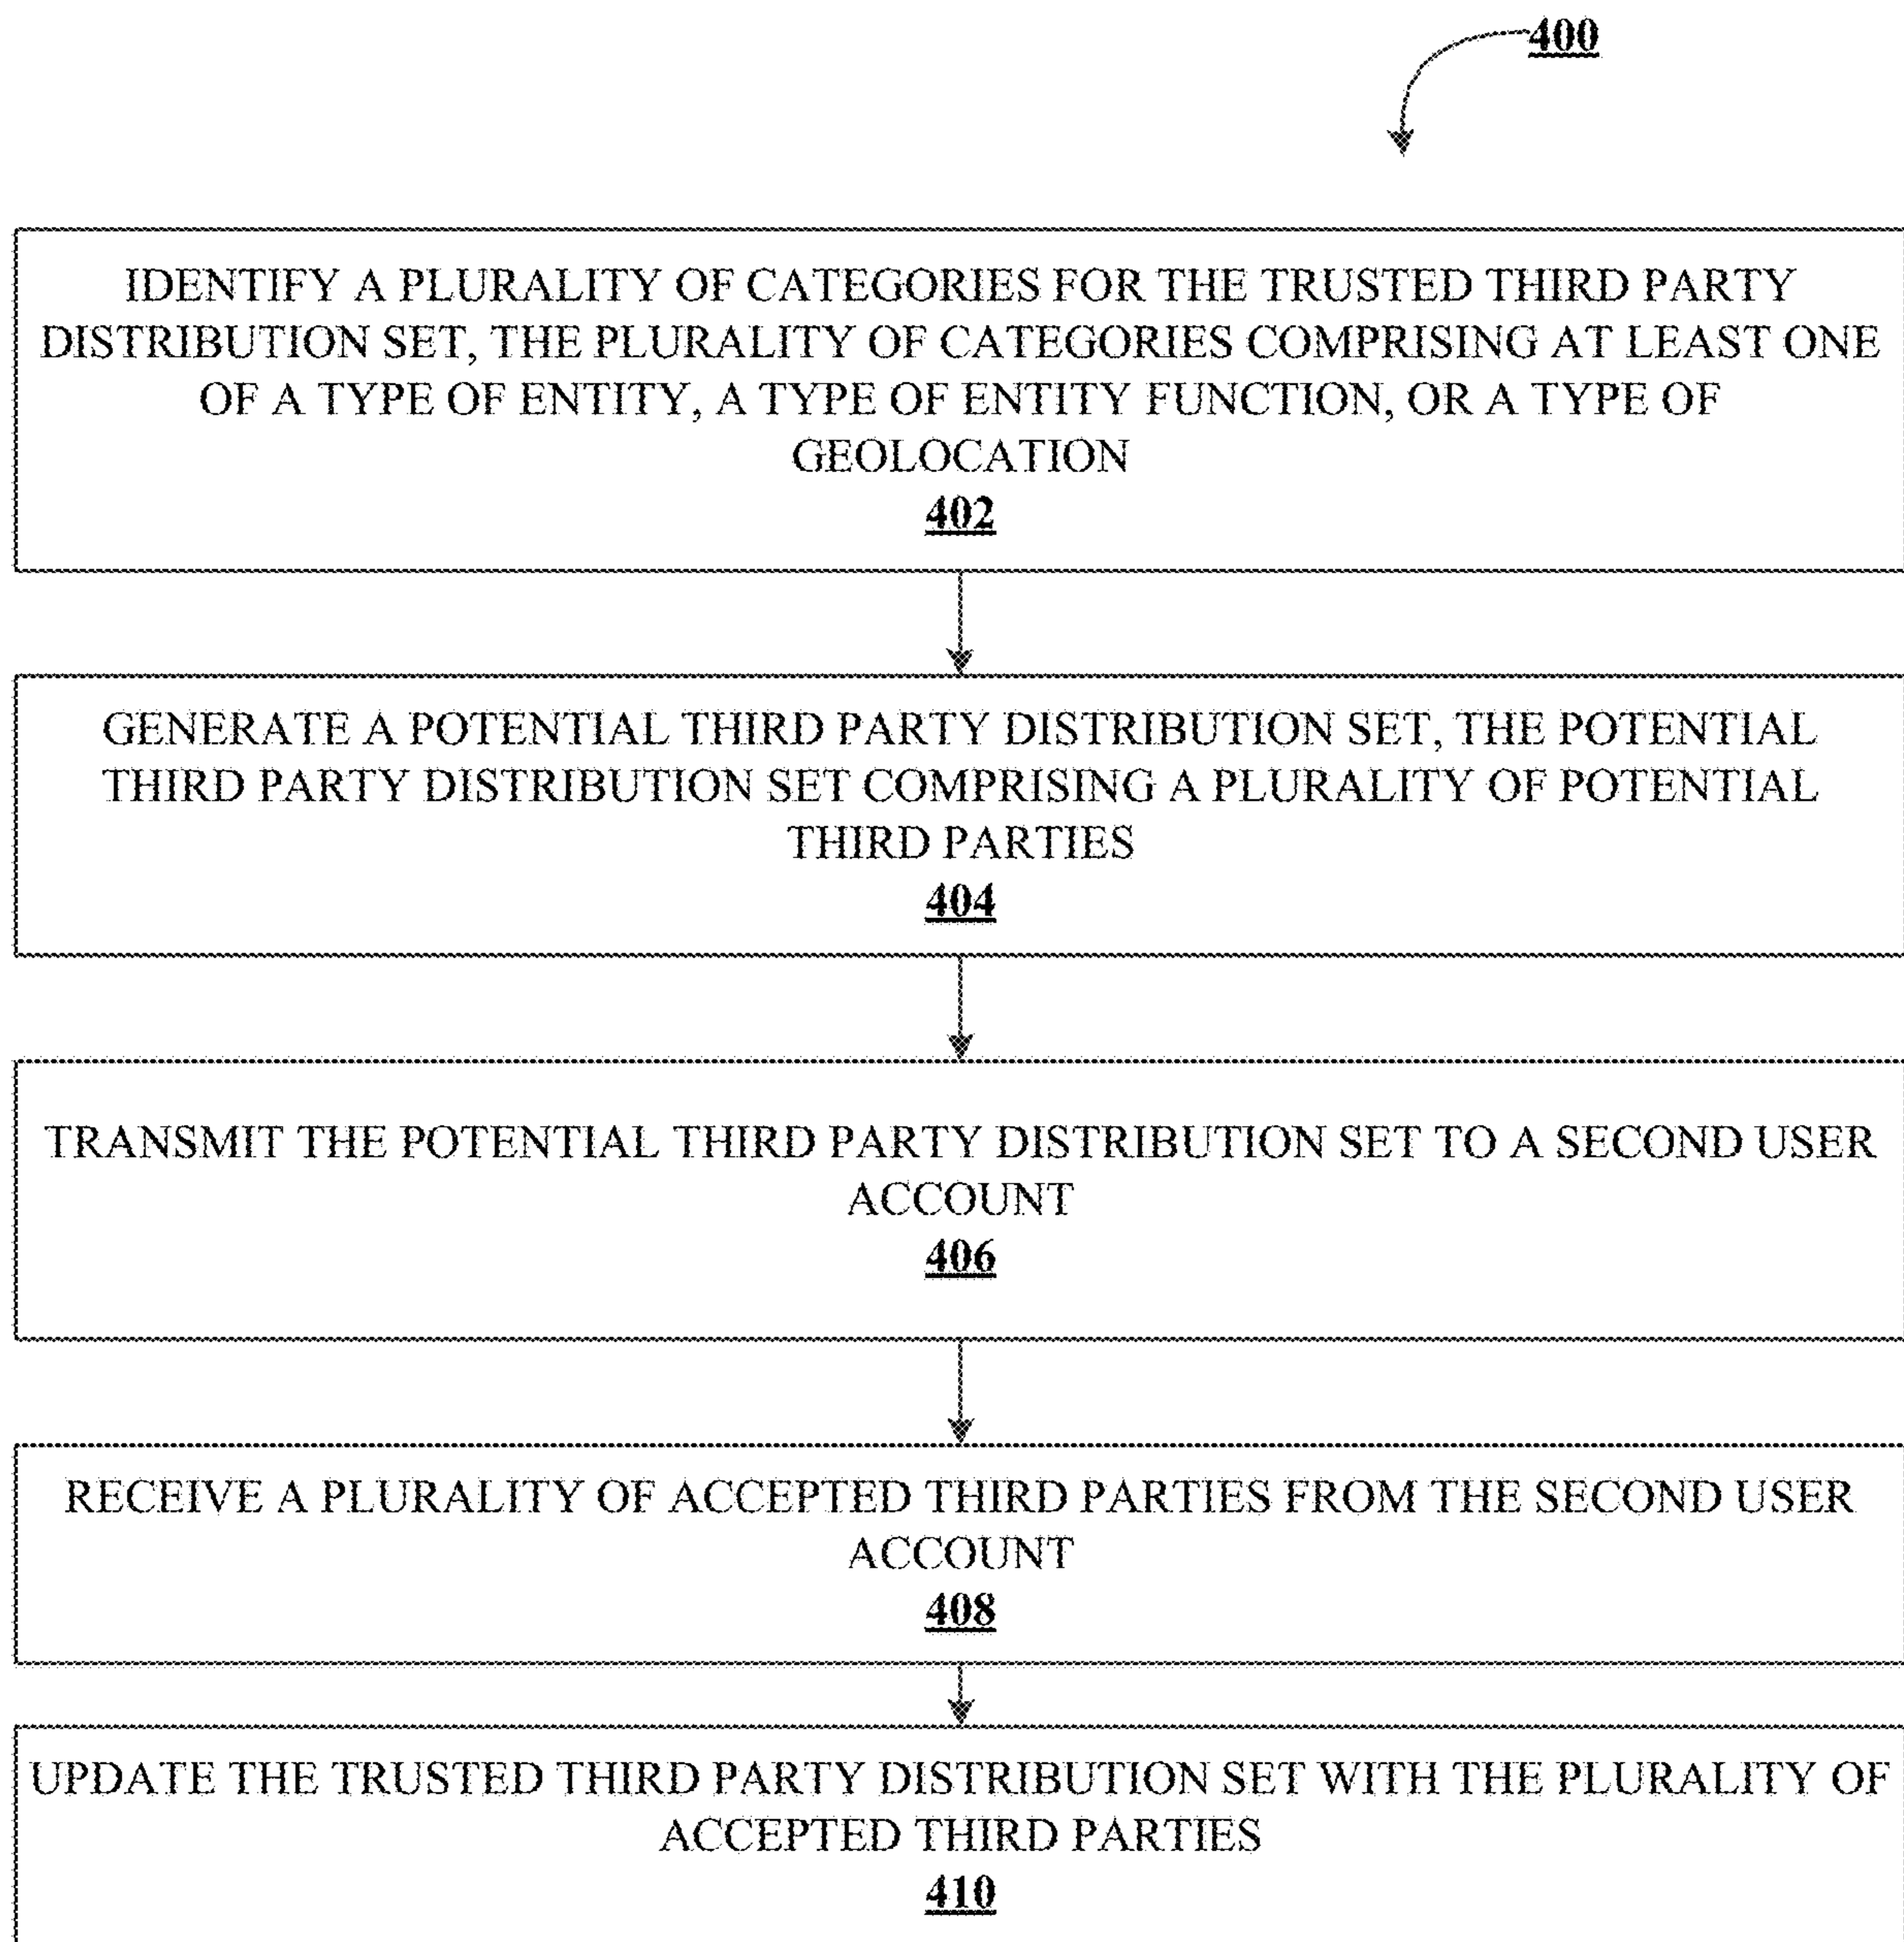 400
IDENTIFY A PLURALITY OF CATEGORIES FOR THE TRUSTED THIRD PARTY
DISTRIBUTION SET, THE PLURALITY OF CATEGORIES COMPRISING AT LEAST ONE
OF A TYPE OF ENTITY, A TYPE OF ENTITY FUNCTION, OR A TYPE OF
GEOLOCATION
402
GENERATE A POTENTIAL THIRD PARTY DISTRIBUTION SET, THE POTENTIAL
THIRD PARTY DISTRIBUTION SET COMPRISING A PLURALITY OF POTENTIAL
THIRD PARTIES
404
TRANSMIT THE POTENTIAL THIRD PARTY DISTRIBUTION SET TO A SECOND USER
ACCOUNT
406
RECEIVE A PLURALITY OF ACCEPTED THIRD PARTIES FROM THE SECOND USER
ACCOUNT
408
UPDATE THE TRUSTED THIRD PARTY DISTRIBUTION SET WITH THE PLURALITY OF
ACCEPTED THIRD PARTIES
410